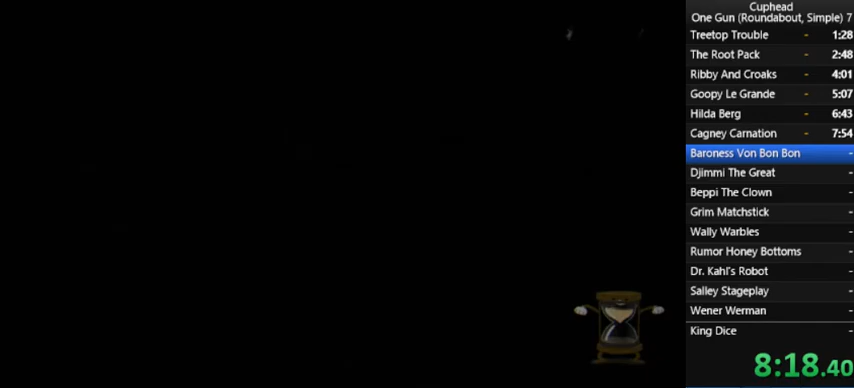 Cuphead
One Gun (Roundabout, Simple) 7
Treetop Trouble - 1:28
The Root Pack - 2:48
Ribby And Croaks - 4:01
Goopy Le Grande - 5:07
Hilda Berg - 6:43
Cagney Carnation - 7:54
Baroness Von Bon Bon -
Djimmi The Great -
Beppi The Clown -
Grim Matchstick -
Wally Warbles -
Rumor Honey Bottoms -
Dr. Kahl's Robot -
Salley Stageplay -
Wener Werman -
King Dice -
8:18.40